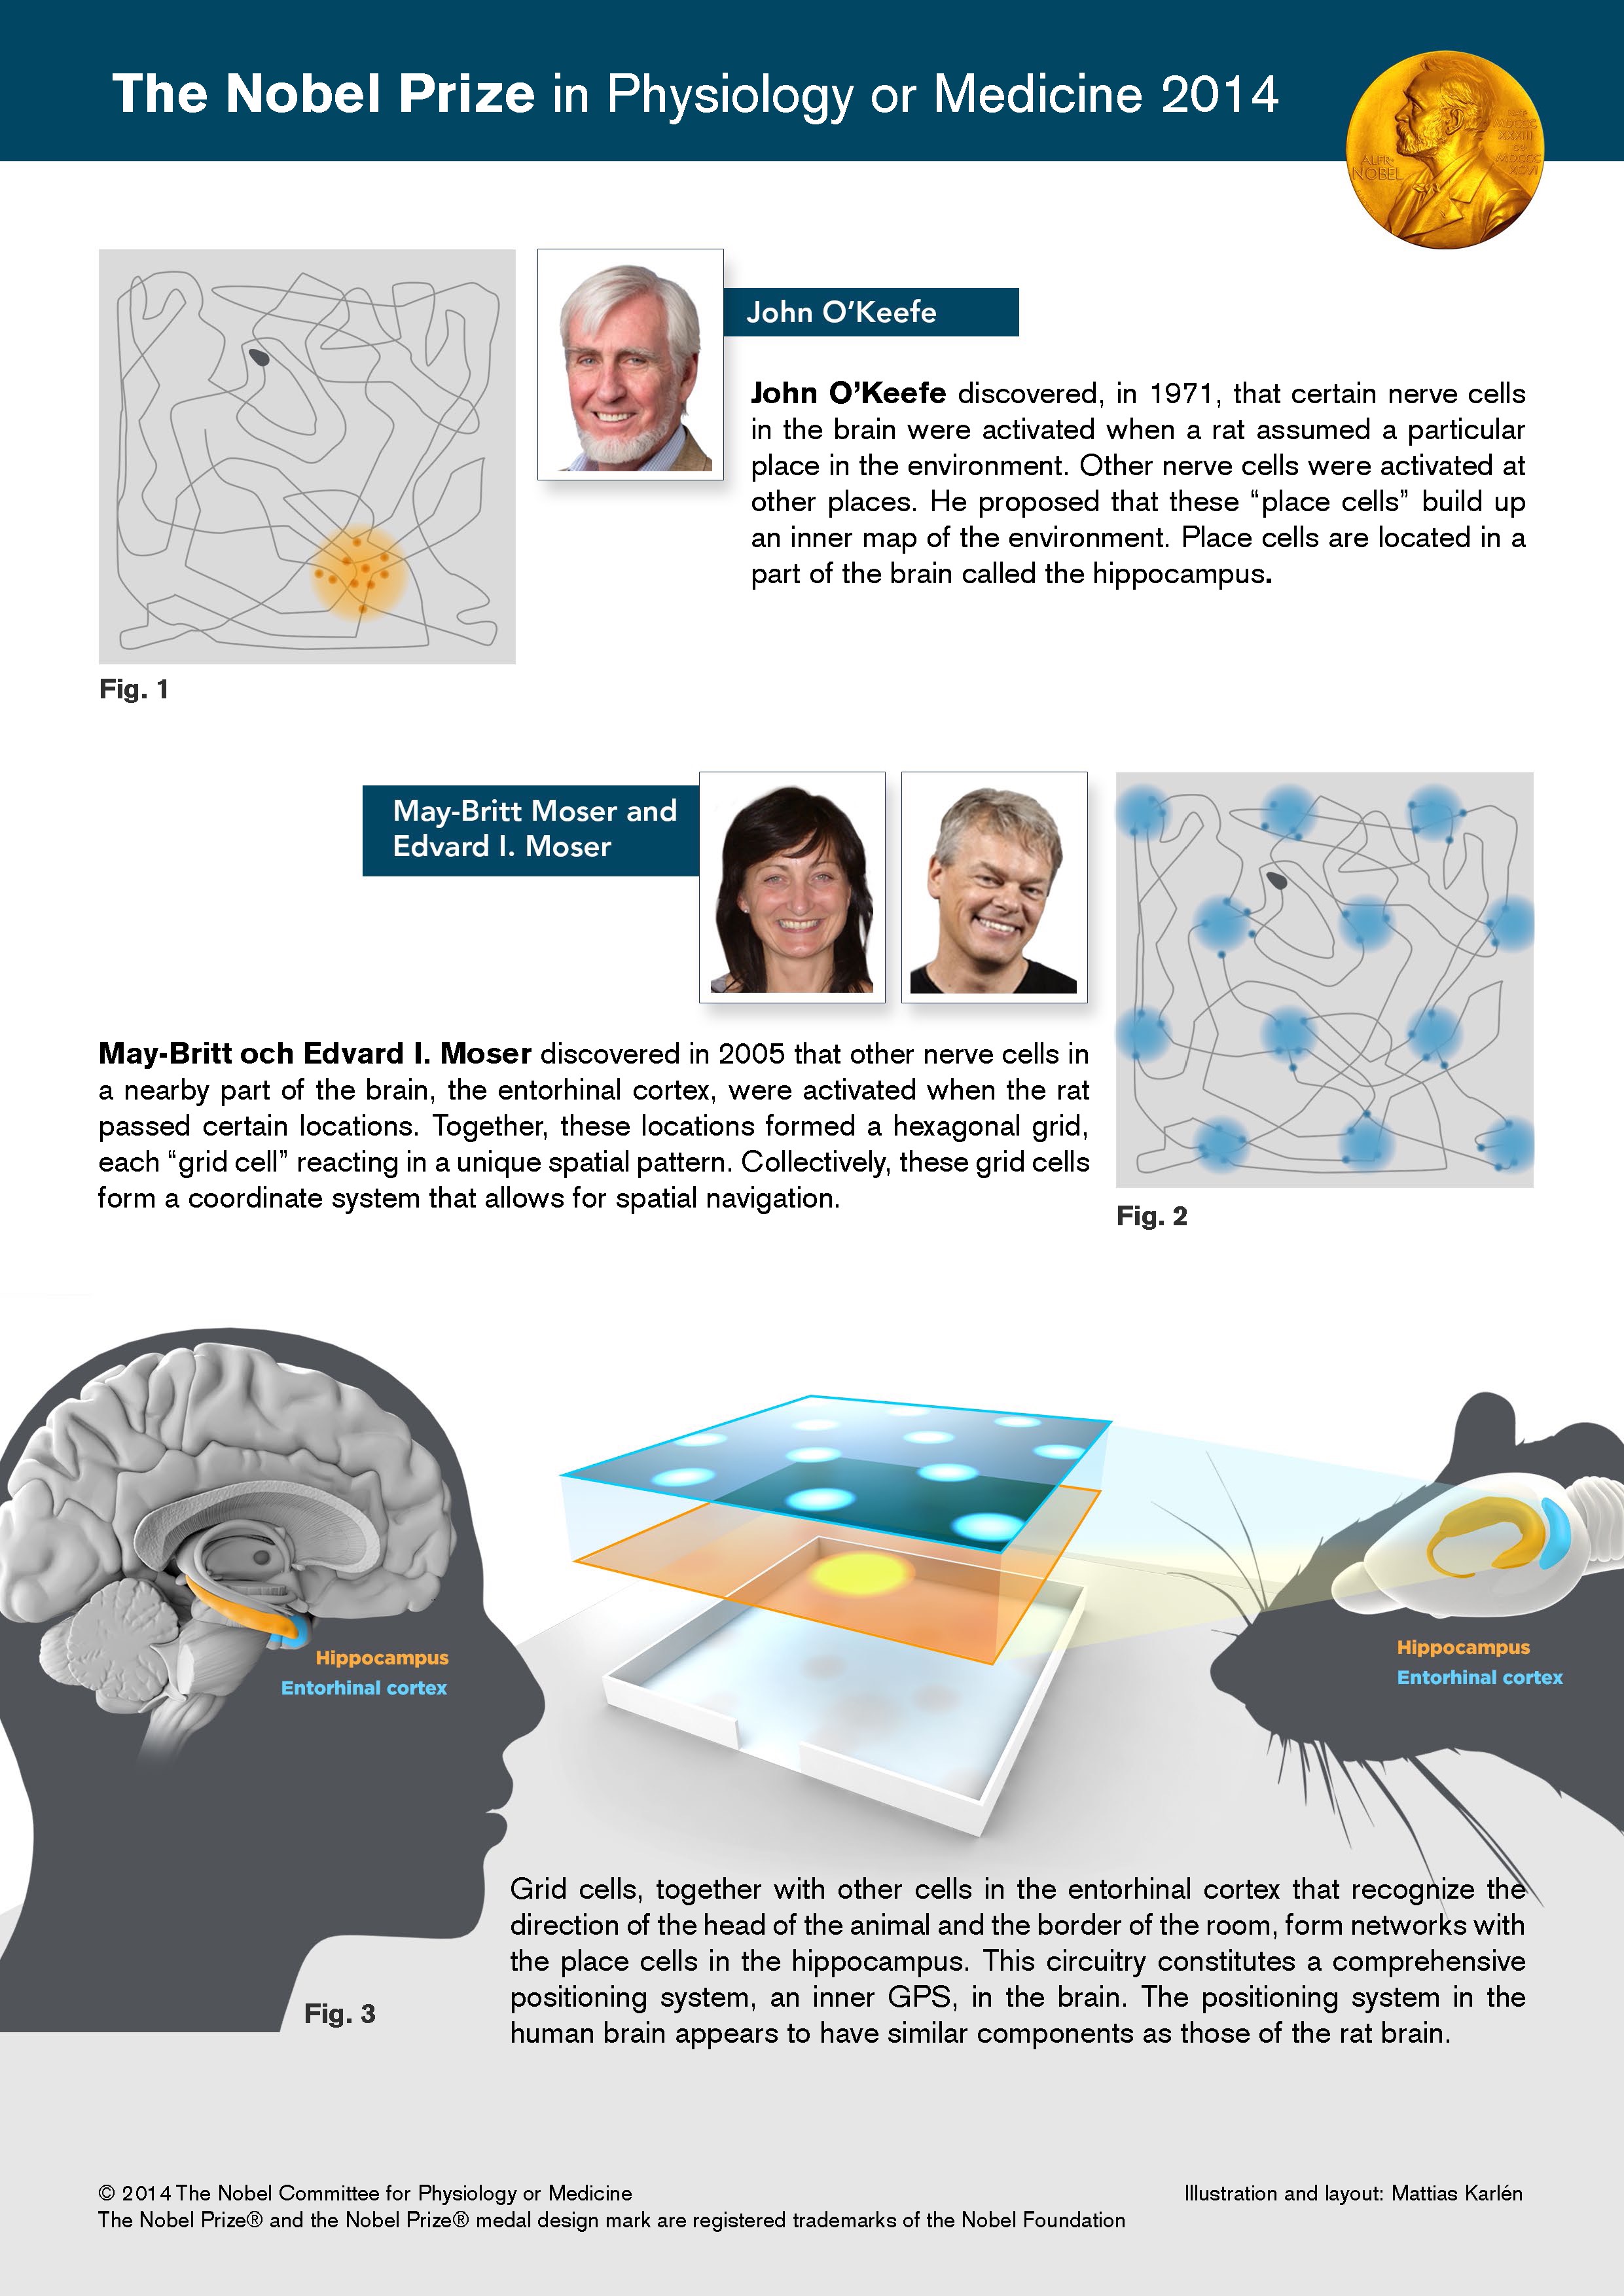 The Nobel Prize in Physiology or Medicine 2014
ALFR·
NOBEL
MDCCC
XXXIII
OB·
MDCCC
XCVI
John O’Keefe
John O’Keefe discovered, in 1971, that certain nerve cells
in the brain were activated when a rat assumed a particular
place in the environment. Other nerve cells were activated at
other places. He proposed that these “place cells” build up
an inner map of the environment. Place cells are located in a
part of the brain called the hippocampus.
Fig. 1
May-Britt Moser and
Edvard I. Moser
May-Britt och Edvard I. Moser discovered in 2005 that other nerve cells in
a nearby part of the brain, the entorhinal cortex, were activated when the rat
passed certain locations. Together, these locations formed a hexagonal grid,
each “grid cell” reacting in a unique spatial pattern. Collectively, these grid cells
form a coordinate system that allows for spatial navigation.
Fig. 2
Hippocampus
Entorhinal cortex
Hippocampus
Entorhinal cortex
Grid cells, together with other cells in the entorhinal cortex that recognize the
direction of the head of the animal and the border of the room, form networks with
the place cells in the hippocampus. This circuitry constitutes a comprehensive
positioning system, an inner GPS, in the brain. The positioning system in the
human brain appears to have similar components as those of the rat brain.
Fig. 3
© 2014 The Nobel Committee for Physiology or Medicine
The Nobel Prize® and the Nobel Prize® medal design mark are registered trademarks of the Nobel Foundation
Illustration and layout: Mattias Karlén